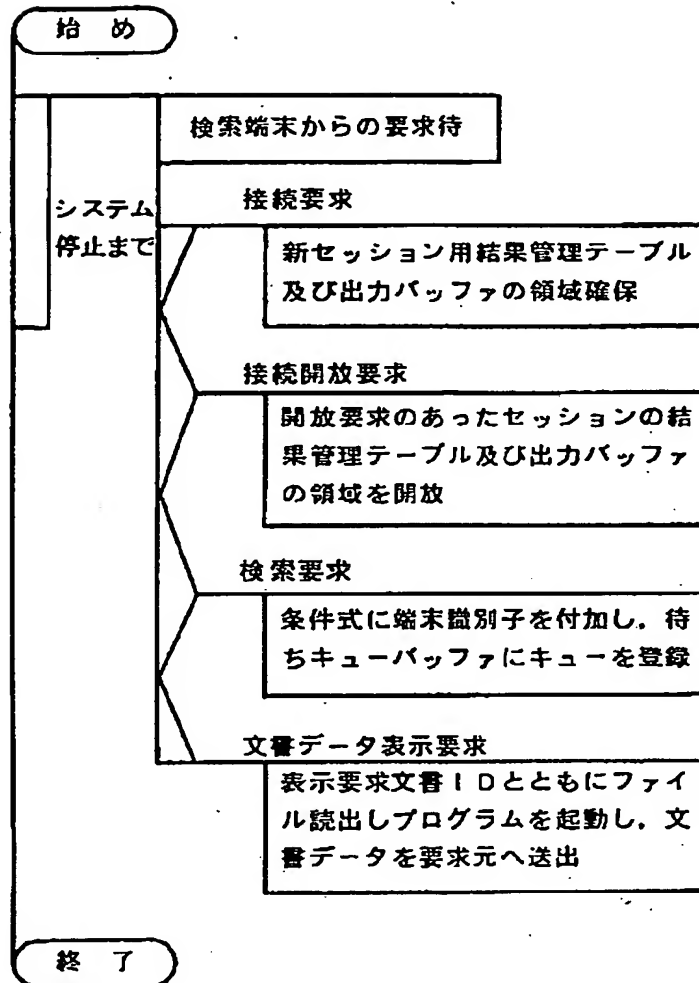 始 め
検索端末からの要求待
システム
停止まで
接続要求
新セッション用結果管理テーブル
及び出力バッファの領域確保
接続開放要求
開放要求のあったセッションの結
果管理テーブル及び出力バッファ
の領域を開放
検索要求
条件式に端末識別子を付加し，待
ちキューバッファにキューを登録
文書データ表示要求
表示要求文書IDとともにファイ
ル読出しプログラムを起動し，文
書データを要求元へ送出
終 了